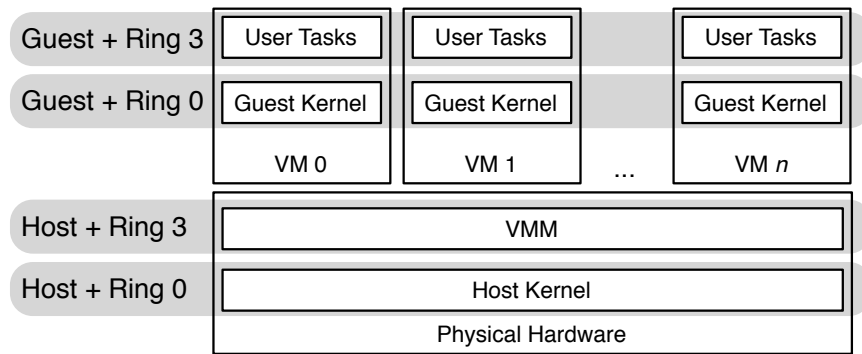 Guest + Ring 3 User Tasks User Tasks User Tasks
Guest + Ring 0 Guest Kernel Guest Kernel Guest Kernel
VM 0 VM 1 ... VM n
Host + Ring 3 VMM
Host + Ring 0 Host Kernel
Physical Hardware